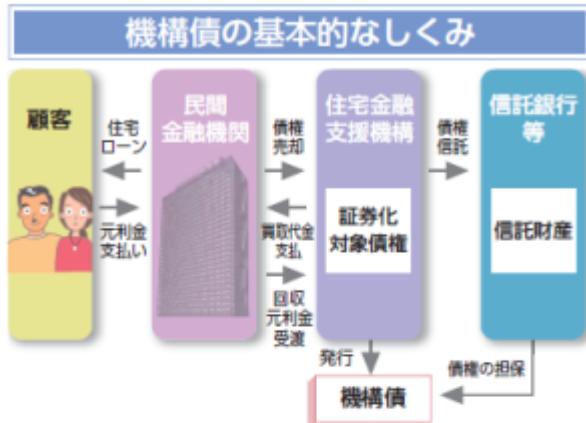 機構債の基本的なしくみ
顧客
住宅
ローン
元利金
支払い
民間
金融機関
債権
売却
買取代金
支払
回収
元利金
受渡
住宅金融
支援機構
証券化
対象債権
債権
信託
信託銀行
等
信託財産
発行
債権の担保
機構債